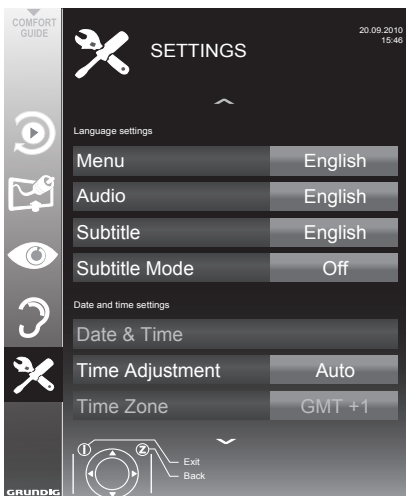 COMFORT
GUIDE
SETTINGS
20.09.2010
15:46
Language settings
Menu English
Audio English
Subtitle English
Subtitle Mode Off
Date and time settings
Date & Time
Time Adjustment Auto
Time Zone GMT +1
Z
Exit
Back
GRUNDIG